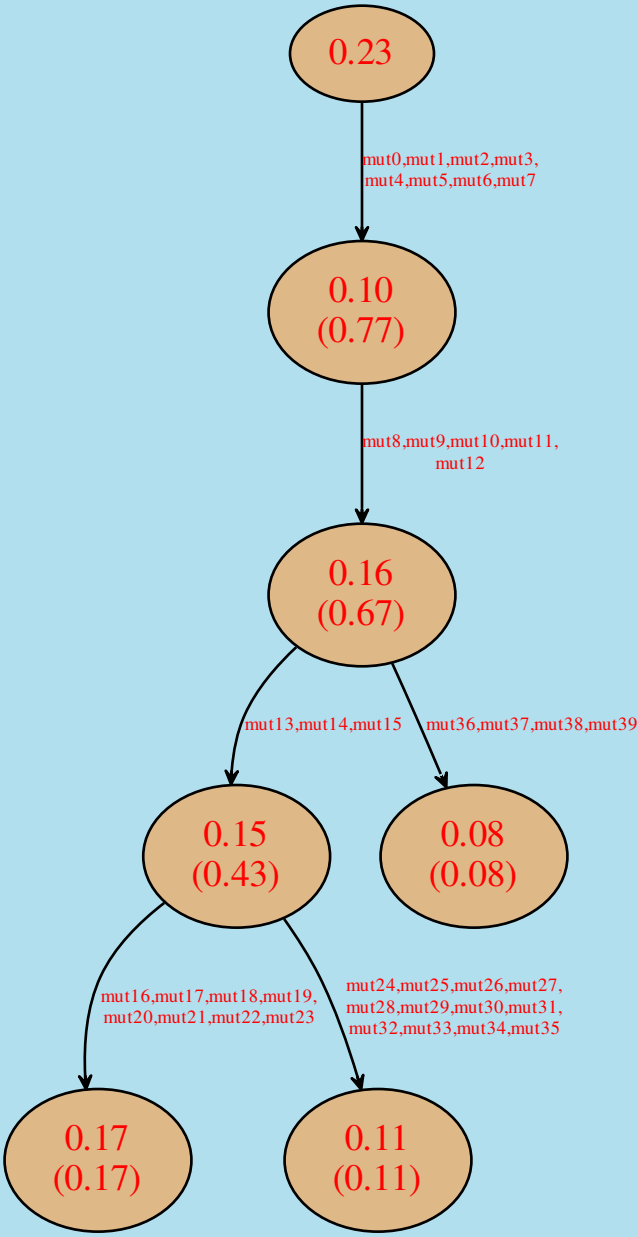 0.23
mut0,mut1,mut2,mut3,
mut4,mut5,mut6,mut7
0.10
(0.77)
mut8,mut9,mut10,mut11,
mut12
0.16
(0.67)
mut13,mut14,mut15
mut36,mut37,mut38,mut39
0.15
(0.43)
0.08
(0.08)
mut16,mut17,mut18,mut19,
mut20,mut21,mut22,mut23
mut24,mut25,mut26,mut27,
mut28,mut29,mut30,mut31,
mut32,mut33,mut34,mut35
0.17
(0.17)
0.11
(0.11)